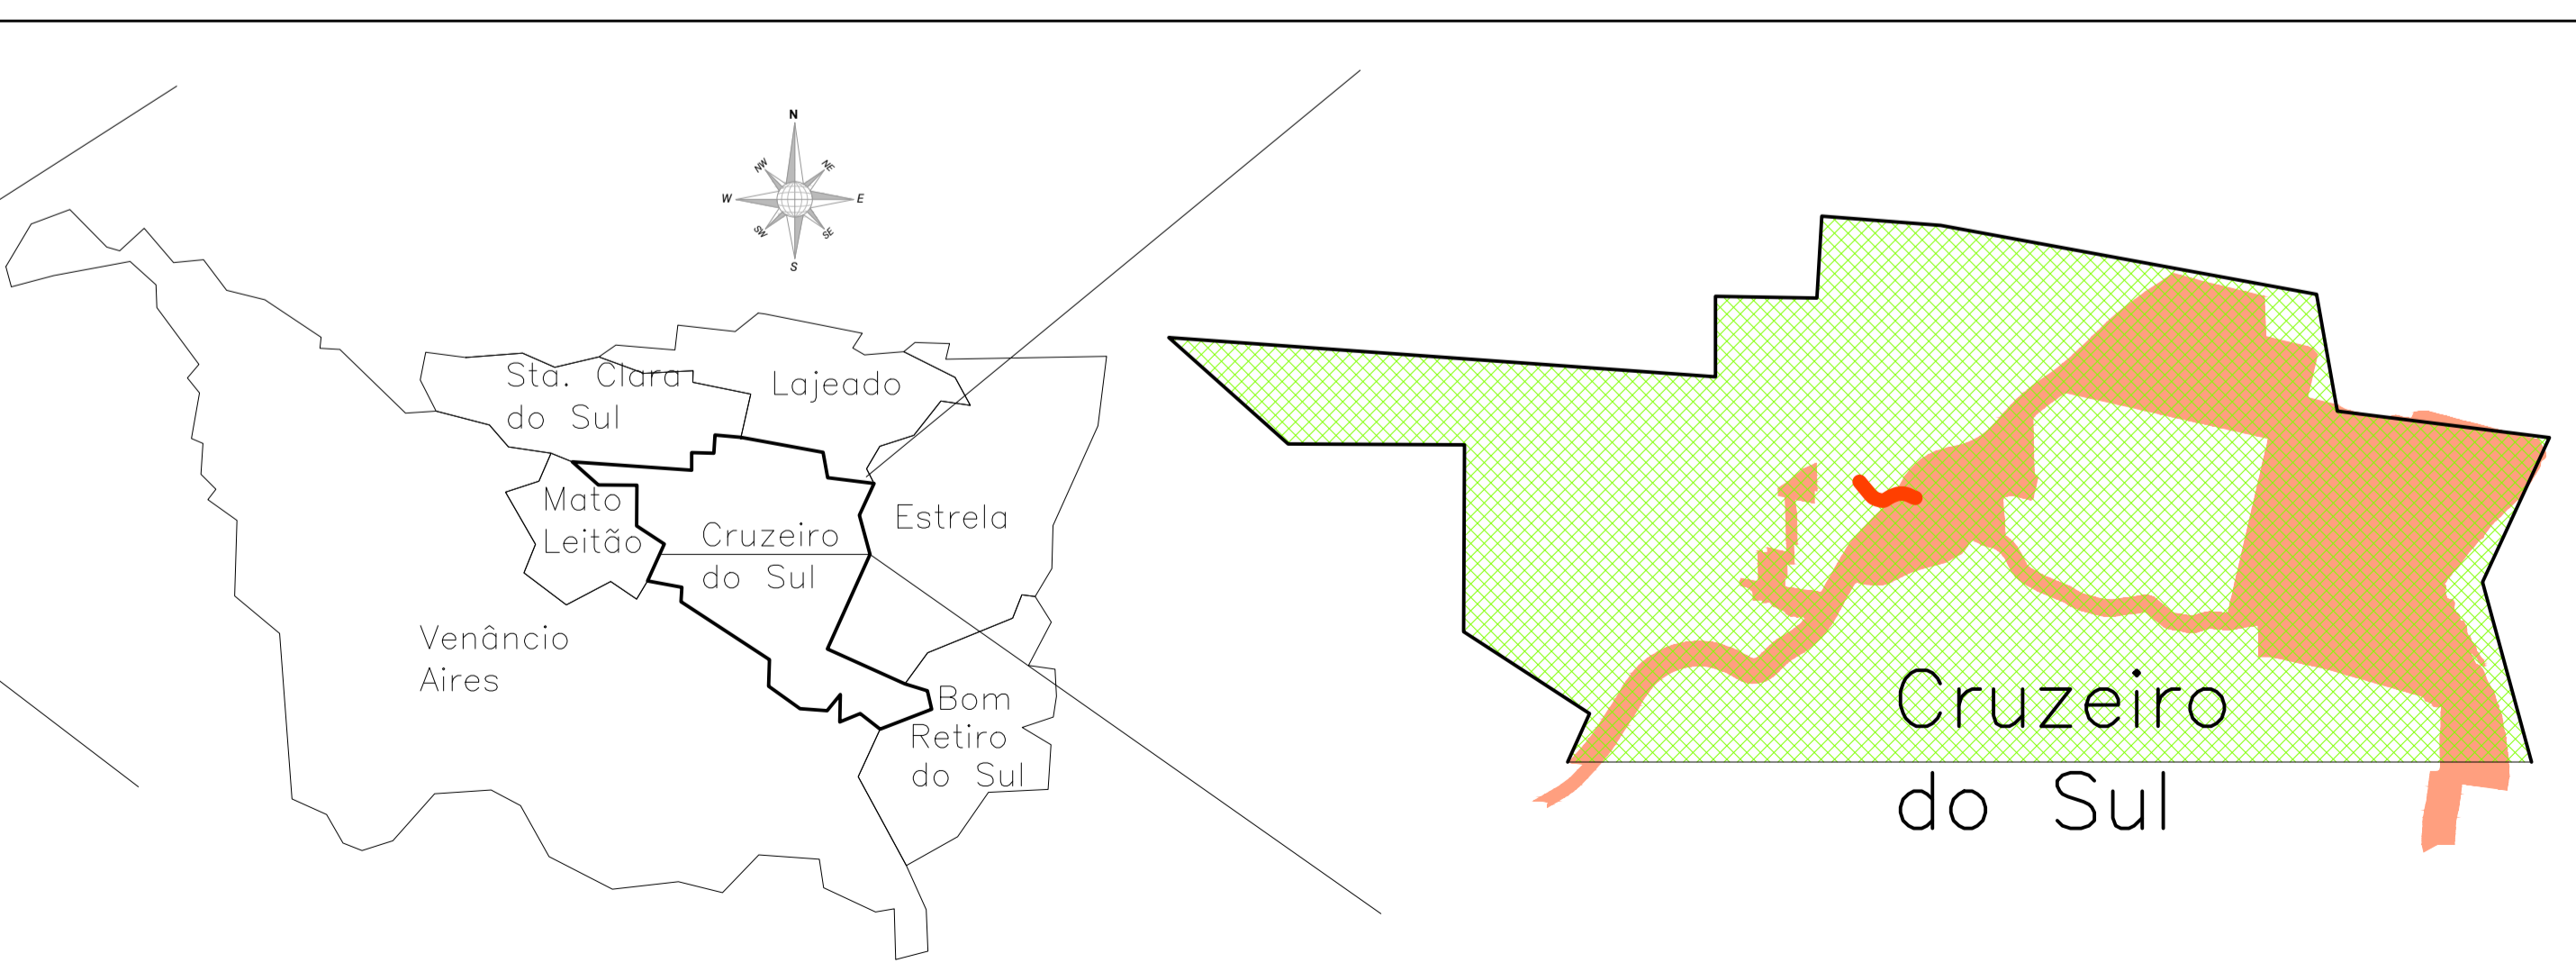 N
NW
NE
W
E
SW
SE
S
Sta. Clara
do Sul
Lajeado
Mato
Leitão
Cruzeiro
do Sul
Estrela
Venâncio
Aires
Bom
Retiro
do Sul
Cruzeiro
do Sul